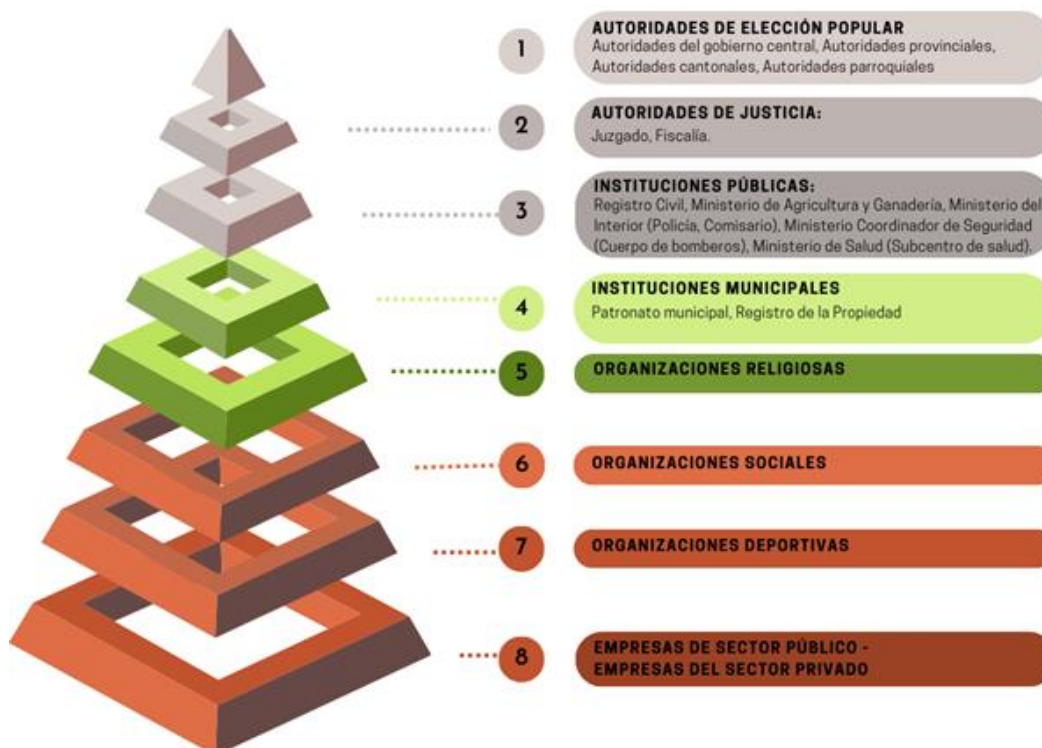 1
AUTORIDADES DE ELECCIÓN POPULAR
Autoridades del gobierno central, Autoridades provinciales,
Autoridades cantonales, Autoridades parroquiales
2
AUTORIDADES DE JUSTICIA:
Juzgado, Fiscalía.
3
INSTITUCIONES PÚBLICAS:
Registro Civil, Ministerio de Agricultura y Ganadería, Ministerio del
Interior (Policía, Comisario), Ministerio Coordinador de Seguridad
(Cuerpo de bomberos), Ministerio de Salud (Subcentro de salud).
4
INSTITUCIONES MUNICIPALES
Patronato municipal, Registro de la Propiedad
5
ORGANIZACIONES RELIGIOSAS
6
ORGANIZACIONES SOCIALES
7
ORGANIZACIONES DEPORTIVAS
8
EMPRESAS DE SECTOR PÚBLICO -
EMPRESAS DEL SECTOR PRIVADO